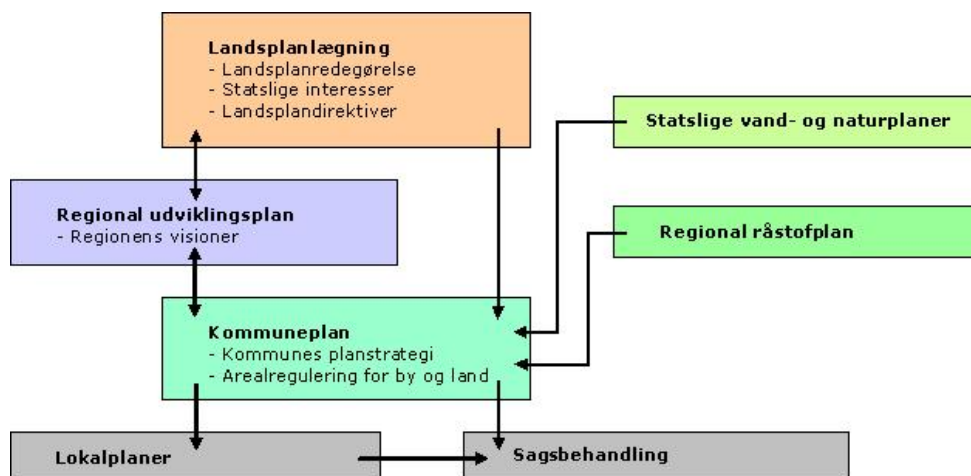 Landsplanlægning
- Landsplanredegørelse
- Statslige interesser
- Landsplandirektiver
Statslige vand- og naturplaner
Regional udviklingsplan
- Regionens visioner
Regional råstofplan
Kommuneplan
- Kommunes planstrategi
- Arealregulering for by og land
Lokalplaner
Sagsbehandling